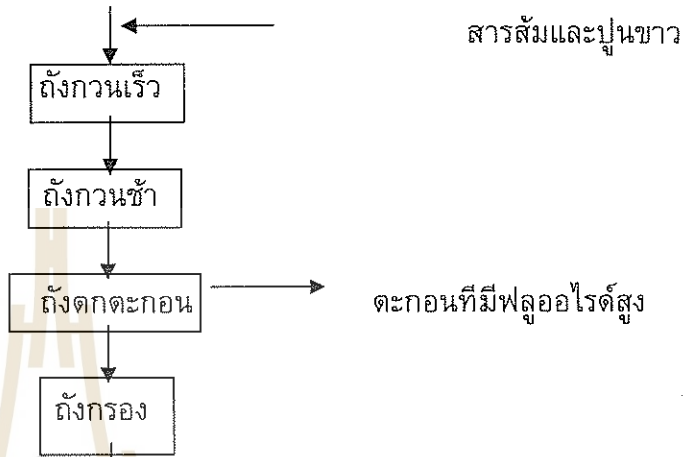 สารส้มและปูนขาว
ถังกวนเร็ว
ถังกวนช้า
ถังตกตะกอน
ตะกอนที่มีฟลูออไรด์สูง
ถังกรอง